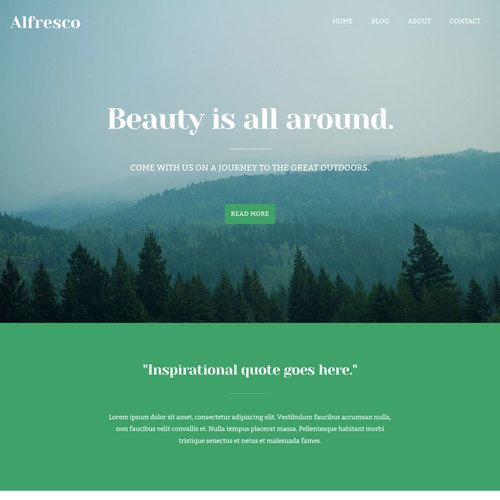 Alfresco
HOME BLOG ABOUT CONTACT
Beauty is all around.
COME WITH US ON A JOURNEY TO THE GREAT OUTDOORS.
READ MORE
"Inspirational quote goes here."
Lorem ipsum dolor sit amet, consectetur adipiscing elit. Vestibulum faucibus accumsan nulla,
non faucibus velit convallis et. Nulla tempus placerat massa. Pellentesque habitant morbi
tristique senectus et netus et malesuada fames.